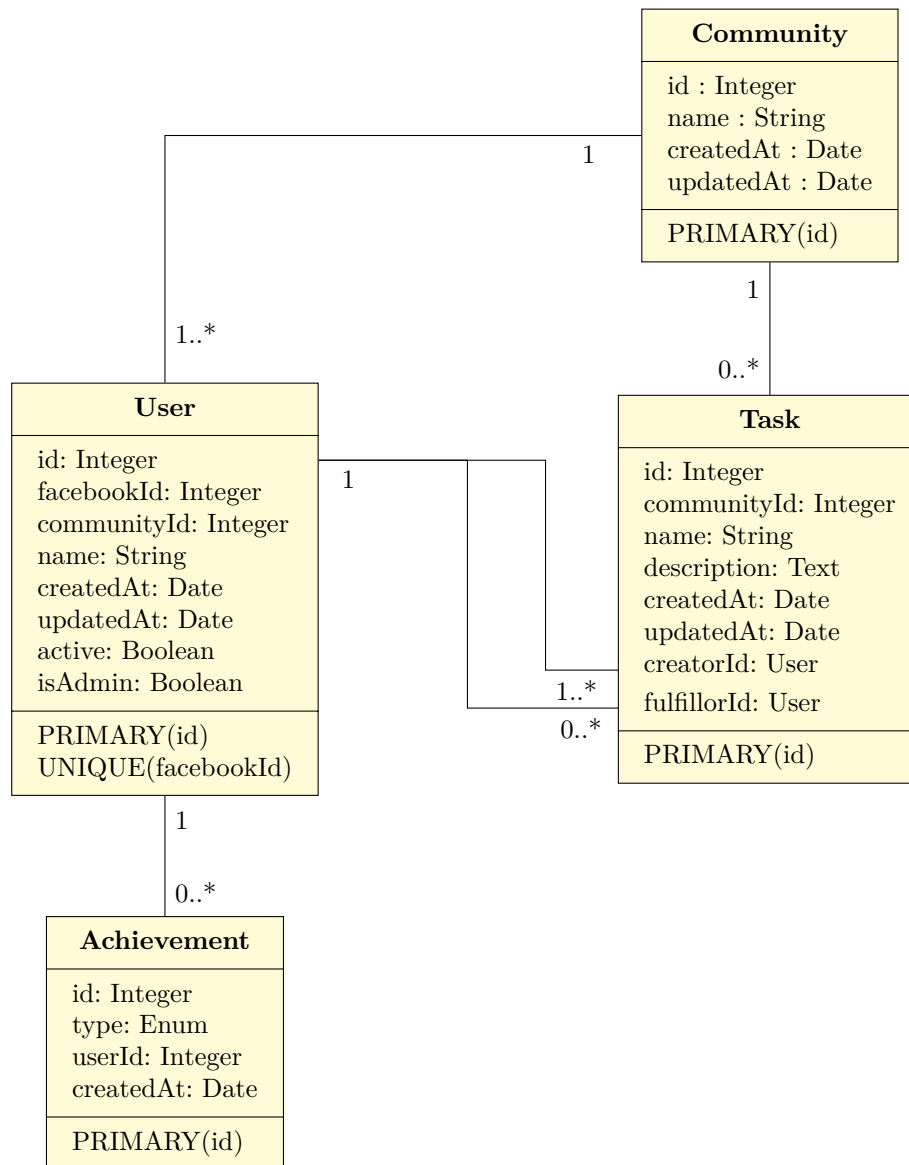 Community
id : Integer
name : String
createdAt : Date
updatedAt : Date
PRIMARY(id)
1
1
1..*
0..*
User
id: Integer
facebookId: Integer
communityId: Integer
name: String
createdAt: Date
updatedAt: Date
active: Boolean
isAdmin: Boolean
PRIMARY(id)
UNIQUE(facebookId)
1
Task
id: Integer
communityId: Integer
name: String
description: Text
createdAt: Date
updatedAt: Date
creatorId: User
fulfillorId: User
PRIMARY(id)
1..*
0..*
1
0..*
Achievement
id: Integer
type: Enum
userId: Integer
createdAt: Date
PRIMARY(id)